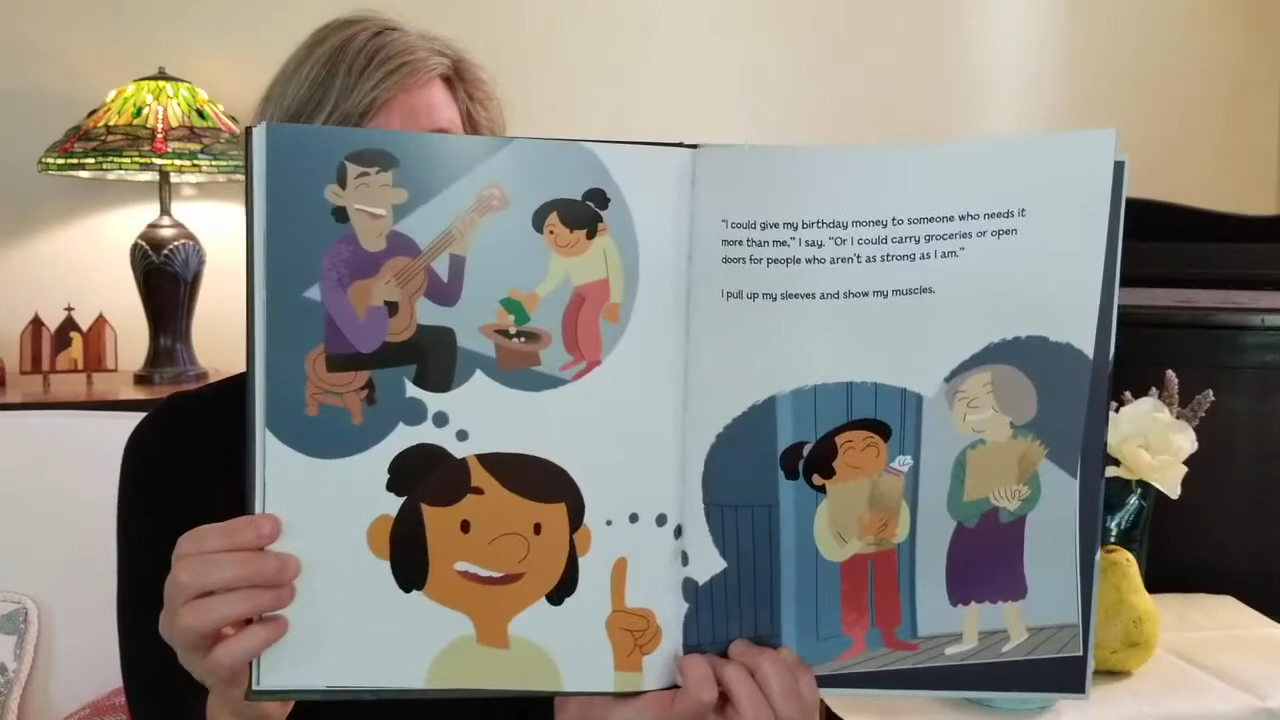 "I could give my birthday money to someone who needs it
more than me," I say. "Or I could carry groceries or open
doors for people who aren't as strong as I am."
I pull up my sleeves and show my muscles.